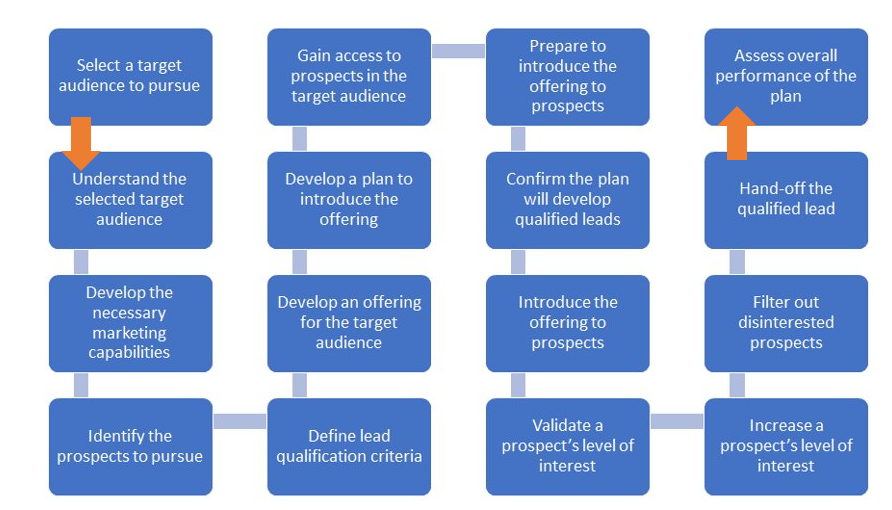 Select a target
audience to pursue
Understand the
selected target
audience
Develop the
necessary
marketing
capabilities
Identify the
prospects to pursue
Define lead
qualification criteria
Develop an offering
for the target
audience
Develop a plan to
introduce the
offering
Gain access to
prospects in the
target audience
Prepare to
introduce the
offering to
prospects
Confirm the plan
will develop
qualified leads
Introduce the
offering to
prospects
Validate a
prospect’s level of
interest
Increase a
prospect’s level of
interest
Filter out
disinterested
prospects
Hand-off the
qualified lead
Assess overall
performance of the
plan